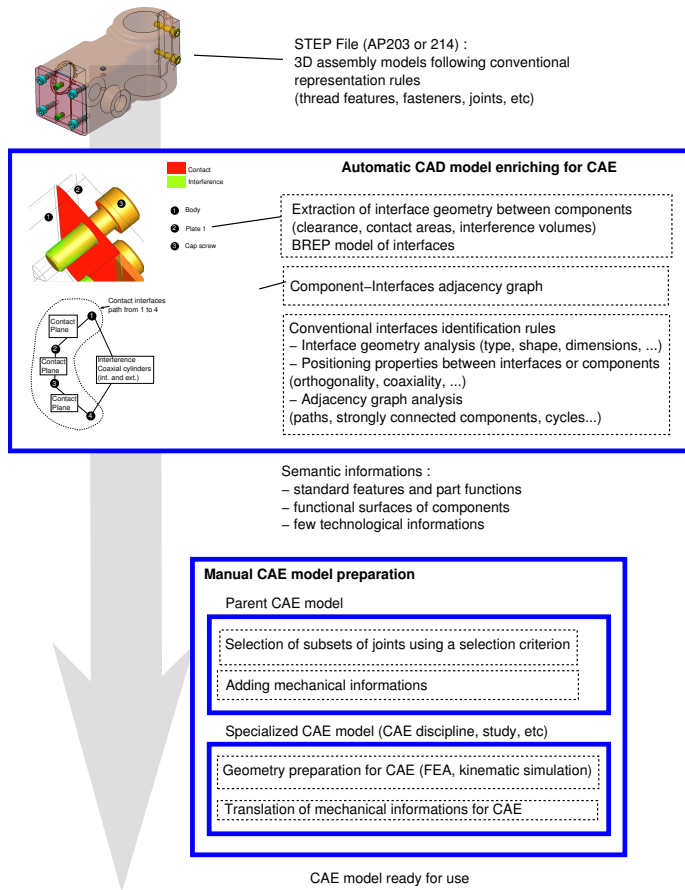 STEP File (AP203 or 214) :
3D assembly models following conventional
representation rules
(thread features, fasteners, joints, etc)
Automatic CAD model enriching for CAE
Contact
Interference
1 Body
2 Plate 1
3 Cap screw
1
2
3
Extraction of interface geometry between components
(clearance, contact areas, interference volumes)
BREP model of interfaces
Component–Interfaces adjacency graph
Contact interfaces
path from 1 to 4
Contact
Plane
1
2
Contact
Plane
3
Contact
Plane
4
Interference
Coaxial cylinders
(int. and ext.)
Conventional interfaces identification rules
– Interface geometry analysis (type, shape, dimensions, ...)
– Positioning properties between interfaces or components
(orthogonality, coaxiality, ...)
– Adjacency graph analysis
(paths, strongly connected components, cycles...)
Semantic informations :
– standard features and part functions
– functional surfaces of components
– few technological informations
Manual CAE model preparation
Parent CAE model
Selection of subsets of joints using a selection criterion
Adding mechanical informations
Specialized CAE model (CAE discipline, study, etc)
Geometry preparation for CAE (FEA, kinematic simulation)
Translation of mechanical informations for CAE
CAE model ready for use